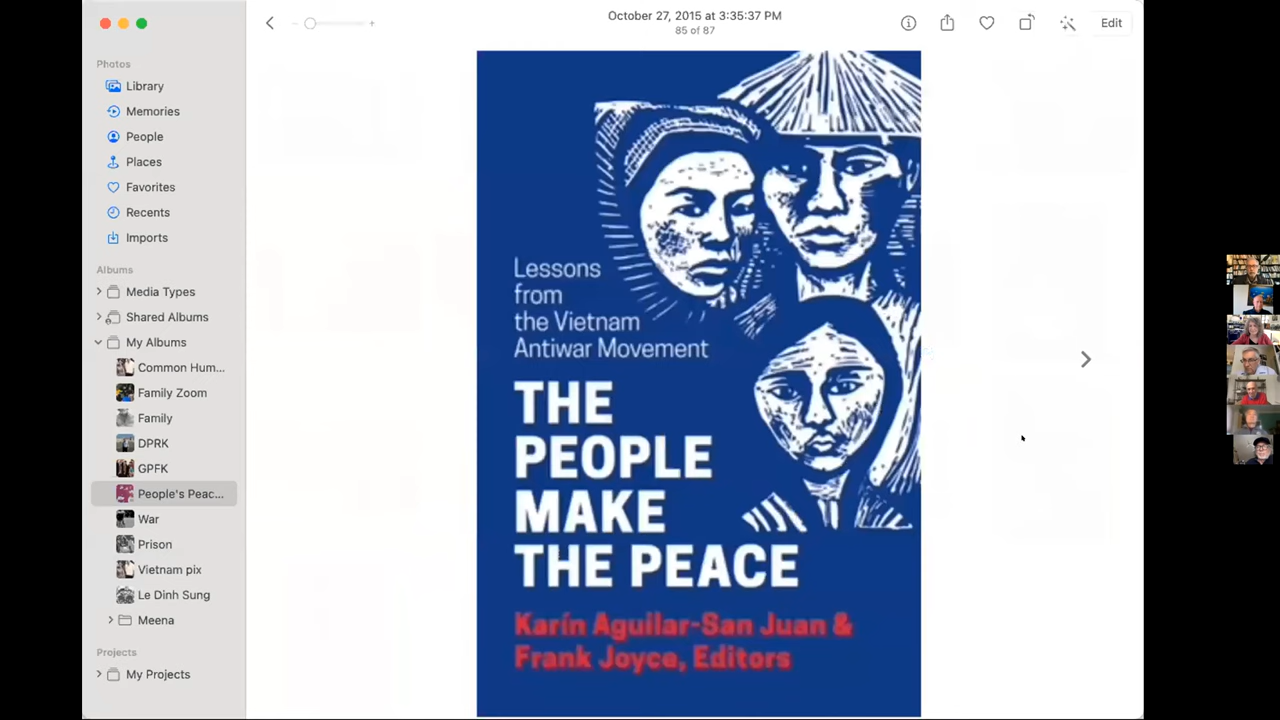 October 27, 2015 at 3:35:37 PM
85 of 87
Edit
Photos
Library
Memories
People
Places
Favorites
Recents
Imports
Albums
Media Types
Shared Albums
My Albums
Common Hum...
Family Zoom
Family
DPRK
GPFK
People's Peac...
War
Prison
Vietnam pix
Le Dinh Sung
Meena
Projects
My Projects
Lessons
from
the Vietnam
Antiwar Movement
THE
PEOPLE
MAKE
THE PEACE
Karín Aguilar-San Juan &
Frank Joyce, Editors